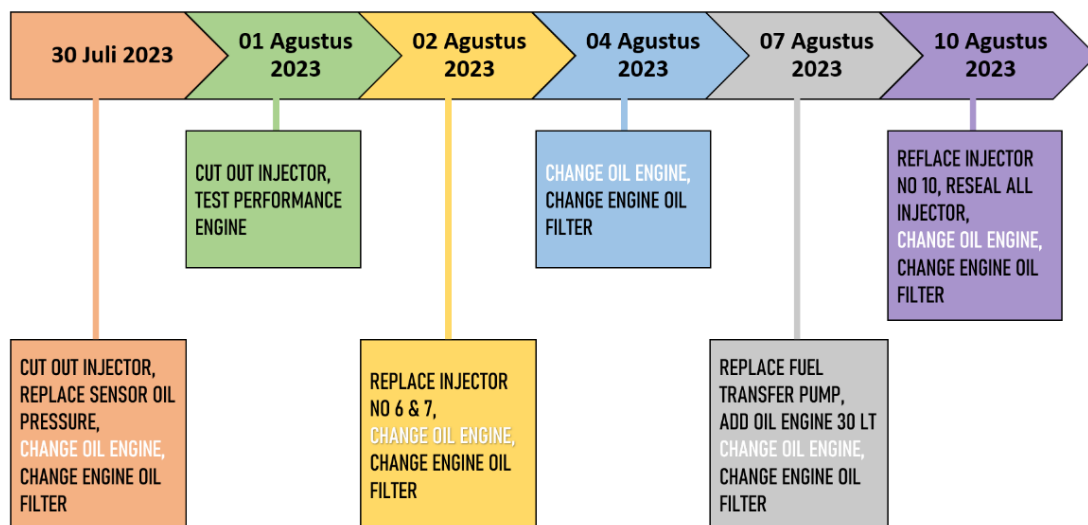 30 Juli 2023
01 Agustus
2023
02 Agustus
2023
04 Agustus
2023
07 Agustus
2023
10 Agustus
2023
CUT OUT INJECTOR,
REPLACE SENSOR OIL
PRESSURE,
CHANGE OIL ENGINE,
CHANGE ENGINE OIL
FILTER
CUT OUT INJECTOR,
TEST PERFORMANCE
ENGINE
REPLACE INJECTOR
NO 6 & 7,
CHANGE OIL ENGINE,
CHANGE ENGINE OIL
FILTER
CHANGE OIL ENGINE,
CHANGE ENGINE OIL
FILTER
REPLACE FUEL
TRANSFER PUMP,
ADD OIL ENGINE 30 LT
CHANGE OIL ENGINE,
CHANGE ENGINE OIL
FILTER
REFLACE INJECTOR
NO 10, RESEAL ALL
INJECTOR,
CHANGE OIL ENGINE,
CHANGE ENGINE OIL
FILTER